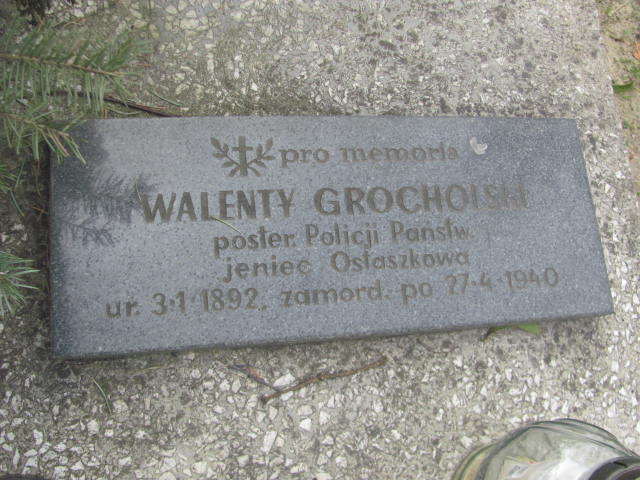 pro memoria
WALENTY GROCHOLSKI
poster. Policji Państw.
jeniec Ostaszkowa
ur. 3·1·1892. zamord. po 27·4·1940